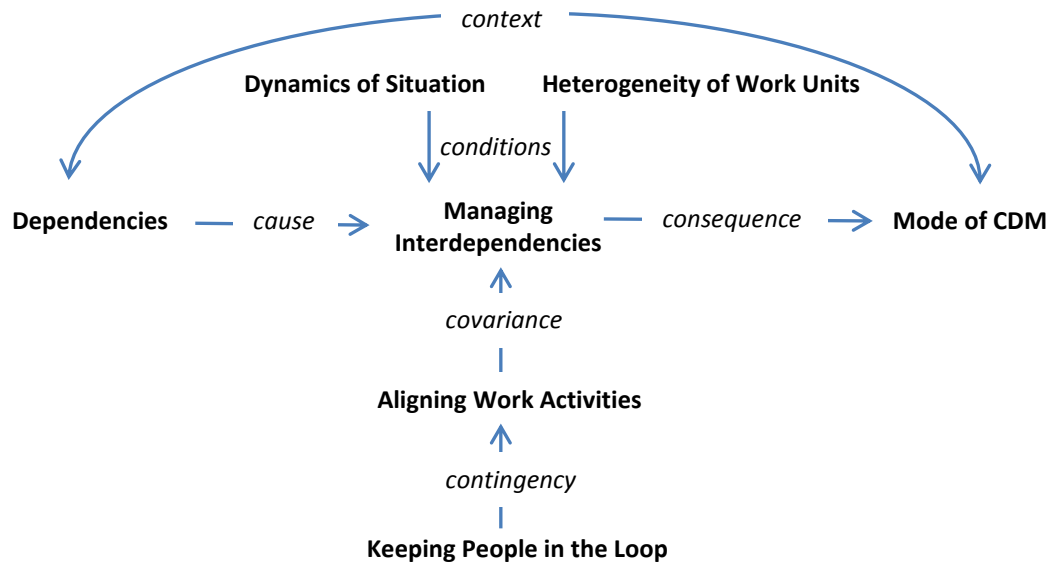 context
Dynamics of Situation
Heterogeneity of Work Units
conditions
Dependencies
cause
Managing
Interdependencies
consequence
Mode of CDM
covariance
Aligning Work Activities
contingency
Keeping People in the Loop